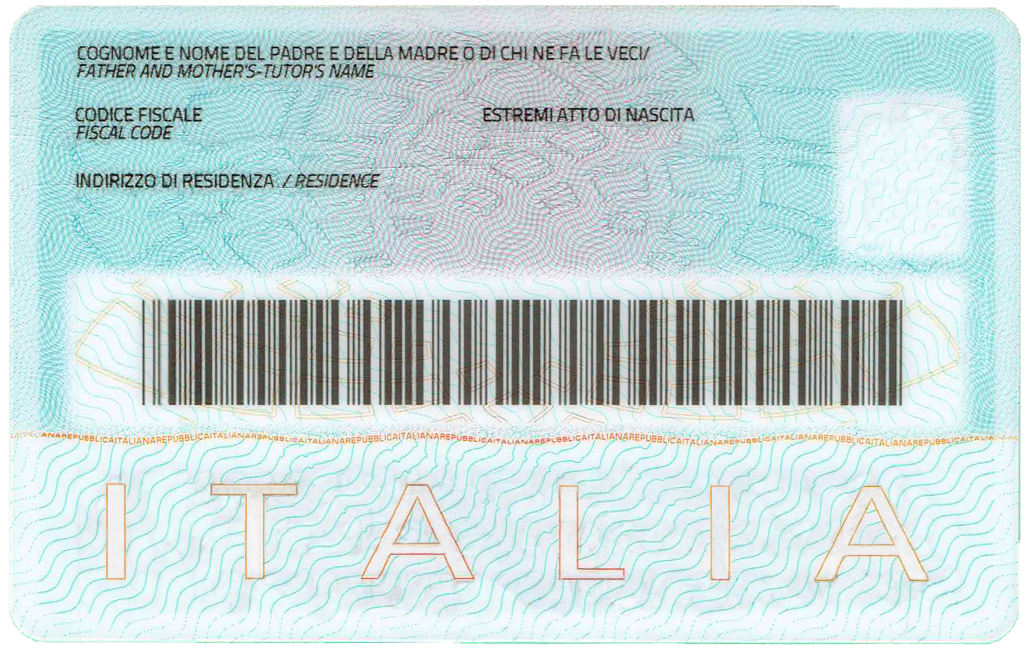 COGNOME E NOME DEL PADRE E DELLA MADRE O DI CHI NE FA LE VECI/
FATHER AND MOTHER'S-TUTOR'S NAME
CODICE FISCALE ESTREMI ATTO DI NASCITA
FISCAL CODE
INDIRIZZO DI RESIDENZA / RESIDENCE
ANAREPUBBLICAITALIANAREPUBBLICAITALIANAREPUBBLICAITALIANAREPUBBLICAITALIANAREPUBBLICAITALIANAREPUBBLICAITALIANAREPUBBLICAITALIANAREPUBBLICAITALIANAREPUBBLICAITALIANAREPUBBLICAITALIANA
ITALIA